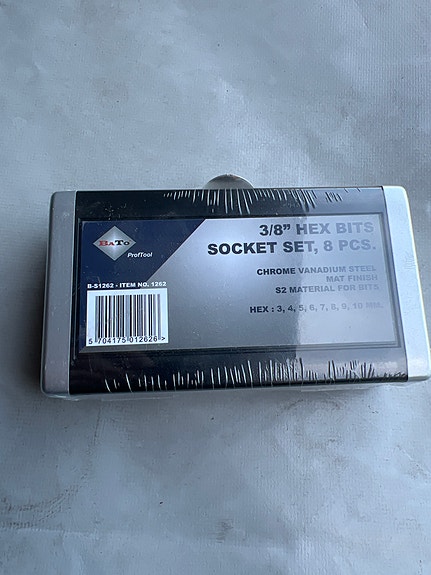 BATO
ProfTool
3/8" HEX BITS
SOCKET SET, 8 PCS.
CHROME VANADIUM STEEL
MAT FINISH
S2 MATERIAL FOR BITS
HEX : 3, 4, 5, 6, 7, 8, 9, 10 MM.
B-S1262 - ITEM NO. 1262
5 704175 012626 >